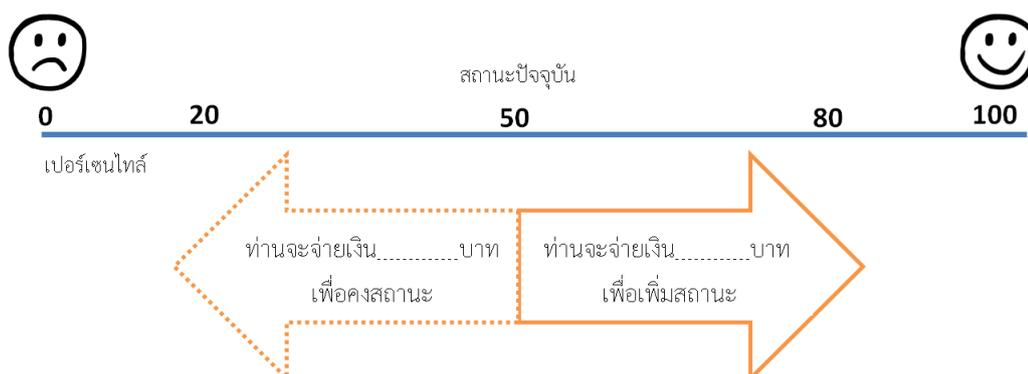 สถานะปัจจุบัน
0 20 50 80 100
เปอร์เซนไทล์
ท่านจะจ่ายเงิน............บาท
เพื่อคงสถานะ
ท่านจะจ่ายเงิน...........บาท
เพื่อเพิ่มสถานะ